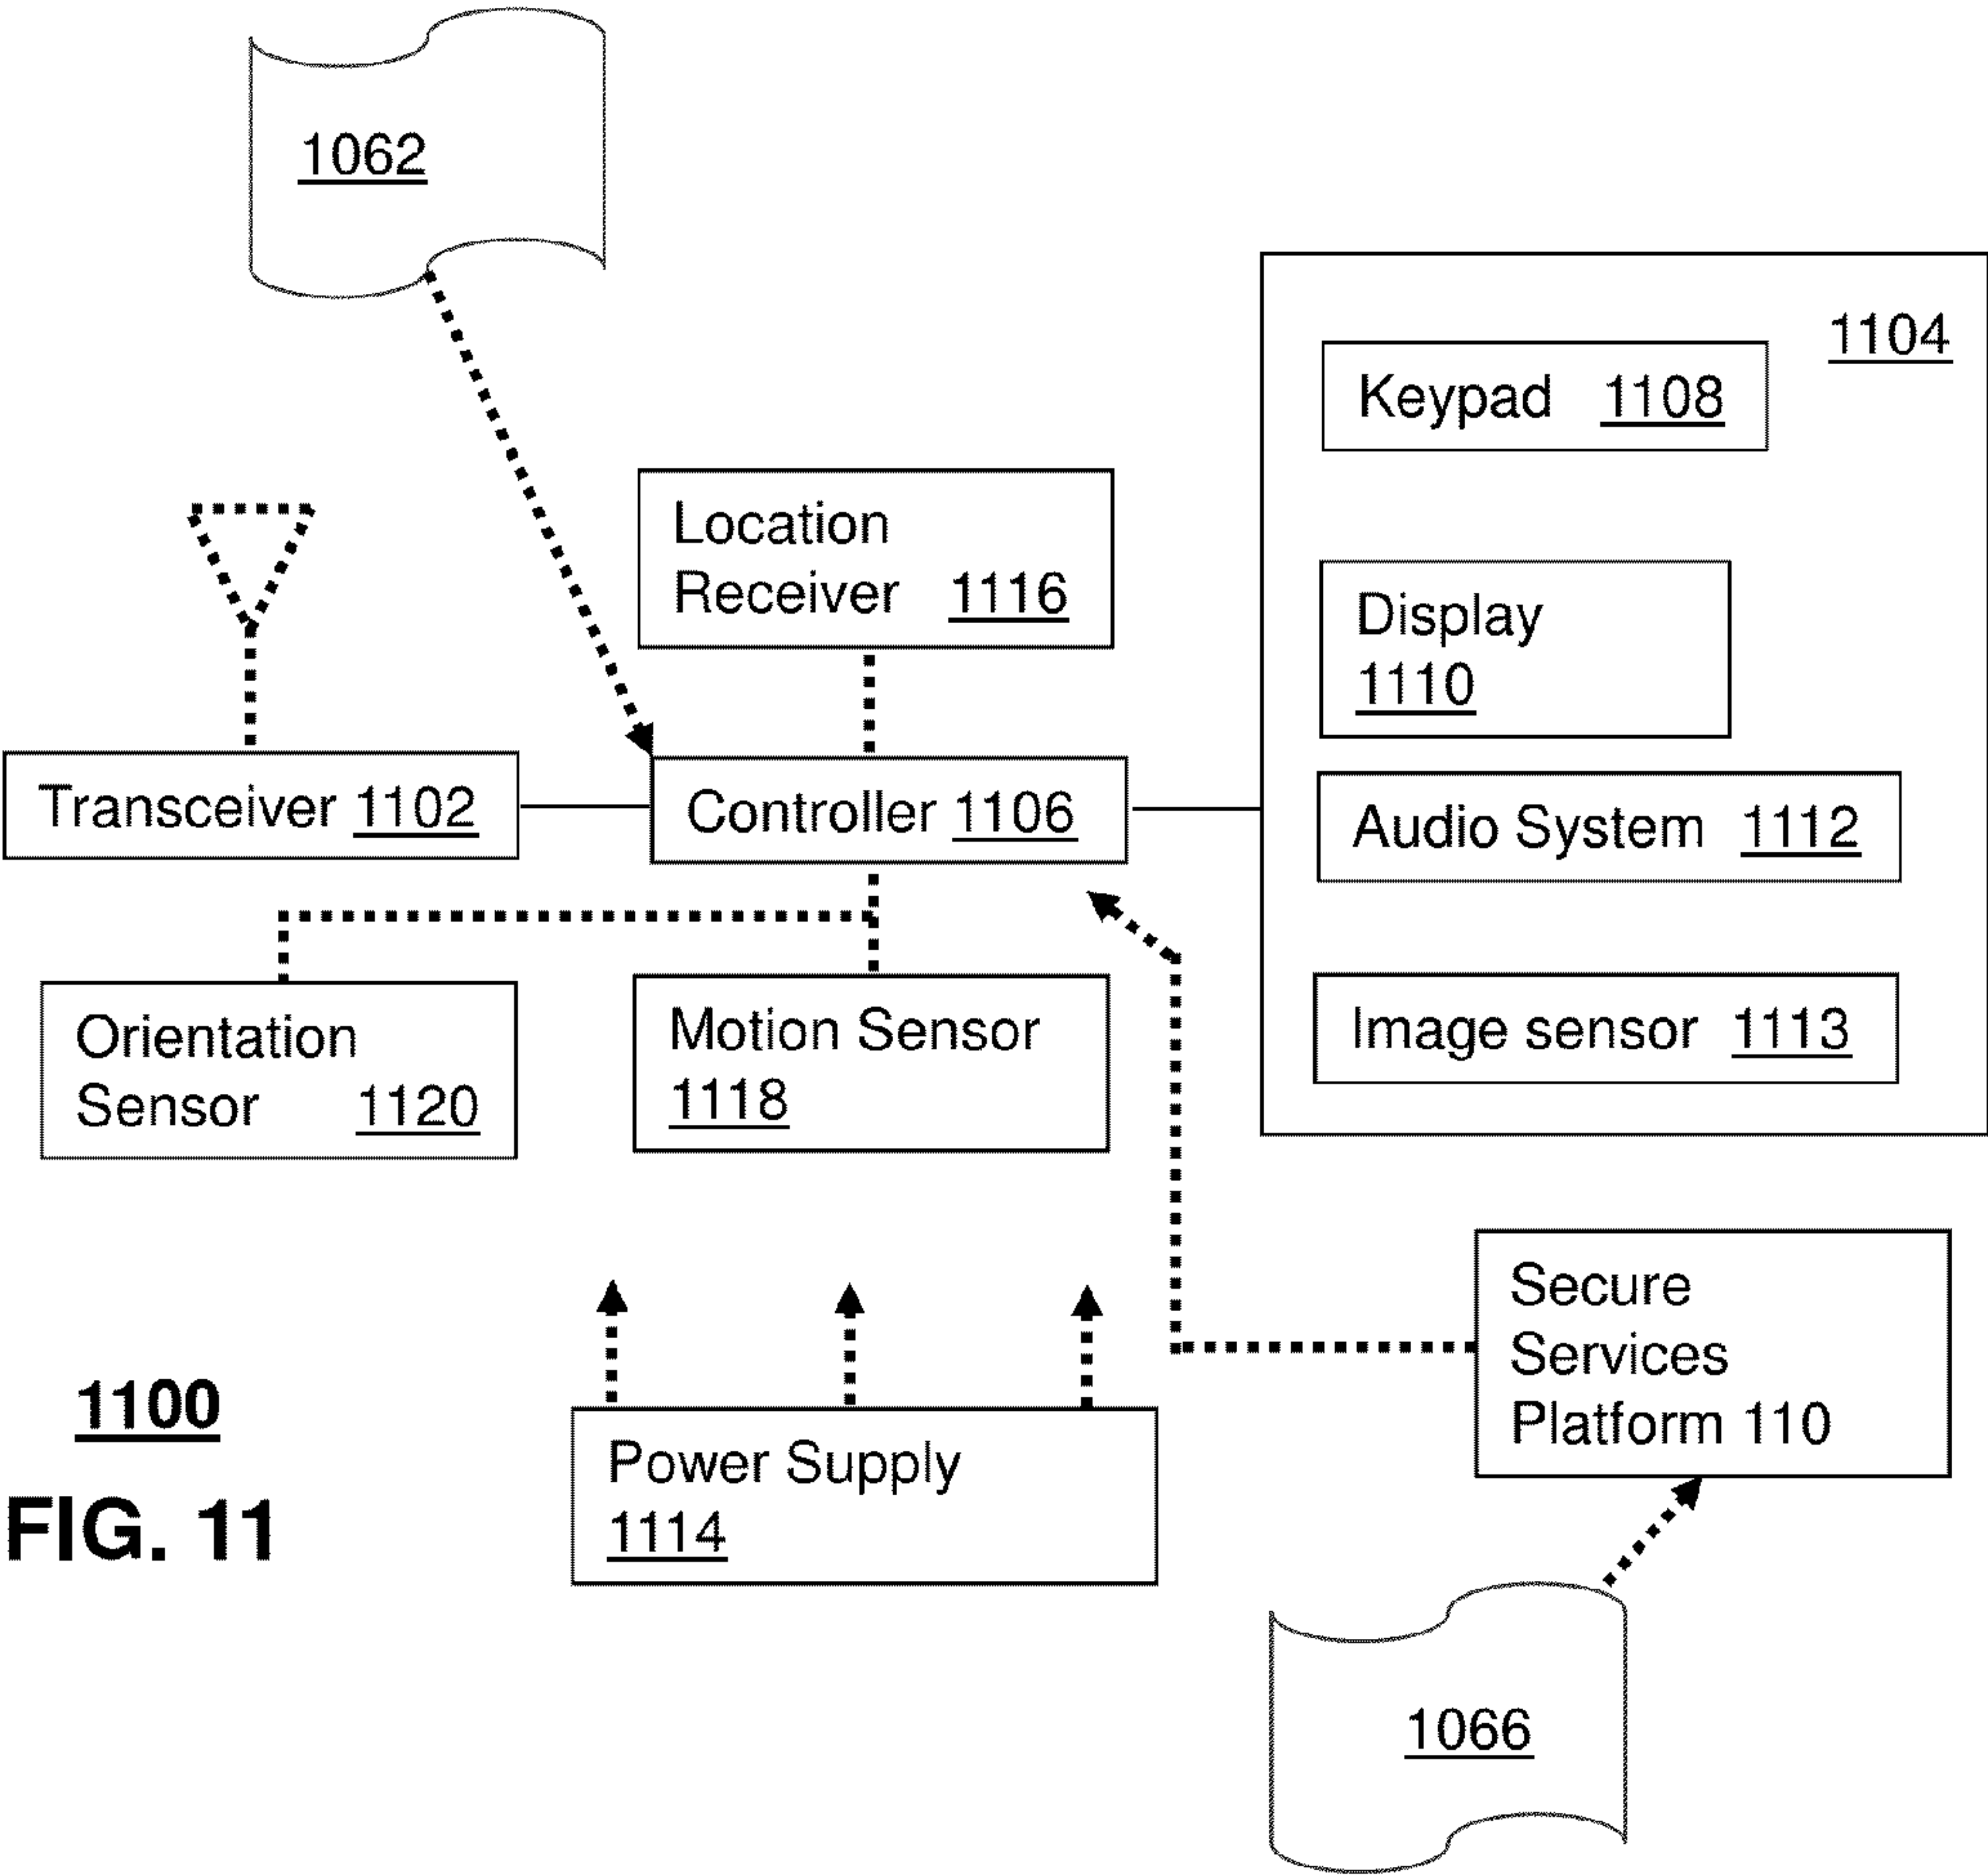 1062
1104
Keypad 1108
Location
Receiver 1116
Display
1110
Transceiver 1102
Controller 1106
Audio System 1112
Orientation
Sensor 1120
Motion Sensor
1118
Image sensor 1113
Secure
Services
Platform 110
Power Supply
1114
1100
FIG. 11
1066